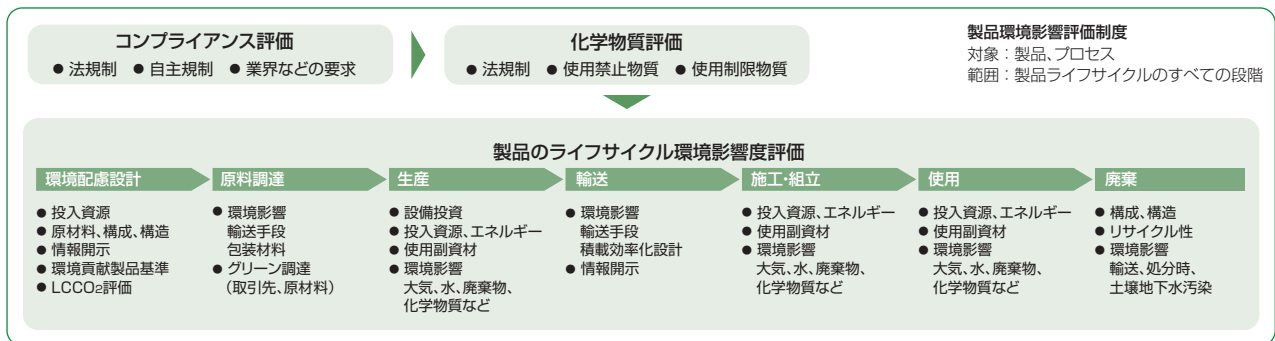 コンプライアンス評価
● 法規制 ● 自主規制 ● 業界などの要求
化学物質評価
● 法規制 ● 使用禁止物質 ● 使用制限物質
製品環境影響評価制度
対象：製品、プロセス
範囲：製品ライフサイクルのすべての段階
製品のライフサイクル環境影響度評価
環境配慮設計
● 投入資源
● 原材料、構成、構造
● 情報開示
● 環境貢献製品基準
● LCCO2評価
原料調達
● 環境影響
輸送手段
包装材料
● グリーン調達
（取引先、原材料）
生産
● 設備投資
● 投入資源、エネルギー
● 使用副資材
● 環境影響
大気、水、廃棄物、
化学物質など
輸送
● 環境影響
輸送手段
積載効率化設計
● 情報開示
施工・組立
● 投入資源、エネルギー
● 使用副資材
● 環境影響
大気、水、廃棄物、
化学物質など
使用
● 投入資源、エネルギー
● 使用副資材
● 環境影響
大気、水、廃棄物、
化学物質など
廃棄
● 構成、構造
● リサイクル性
● 環境影響
輸送、処分時、
土壌地下水汚染